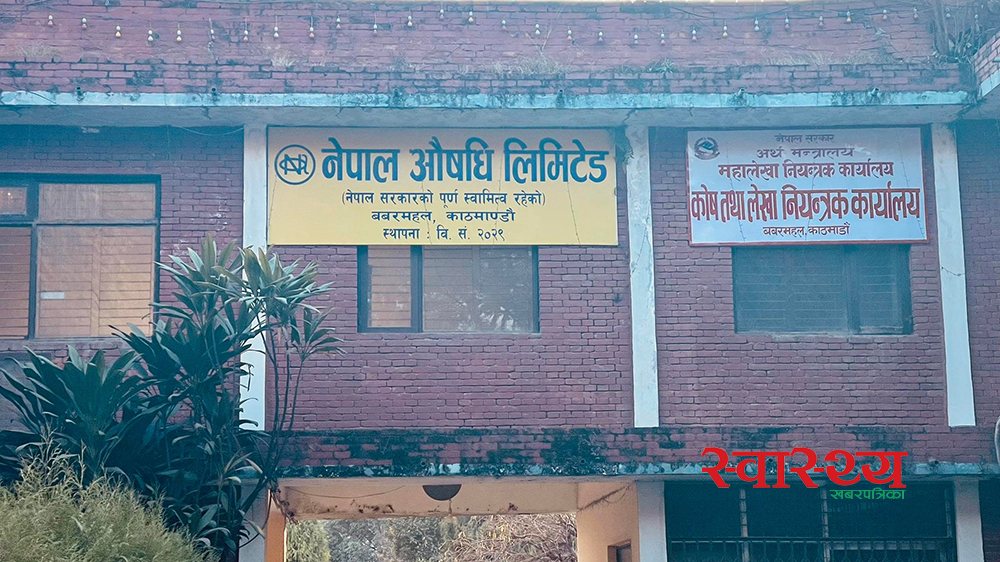 नेपाल औषधि लिमिटेड
(नेपाल सरकारको पूर्ण स्वामित्व रहेको)
बबरमहल, काठमाण्डौ
स्थापना : वि. सं. २०२९
नेपाल सरकार
अर्थ मन्त्रालय
महालेखा नियन्त्रक कार्यालय
कोष तथा लेखा नियन्त्रक कार्यालय
बबरमहल, काठमाडौं
स्वास्थ्य
खबरपत्रिका